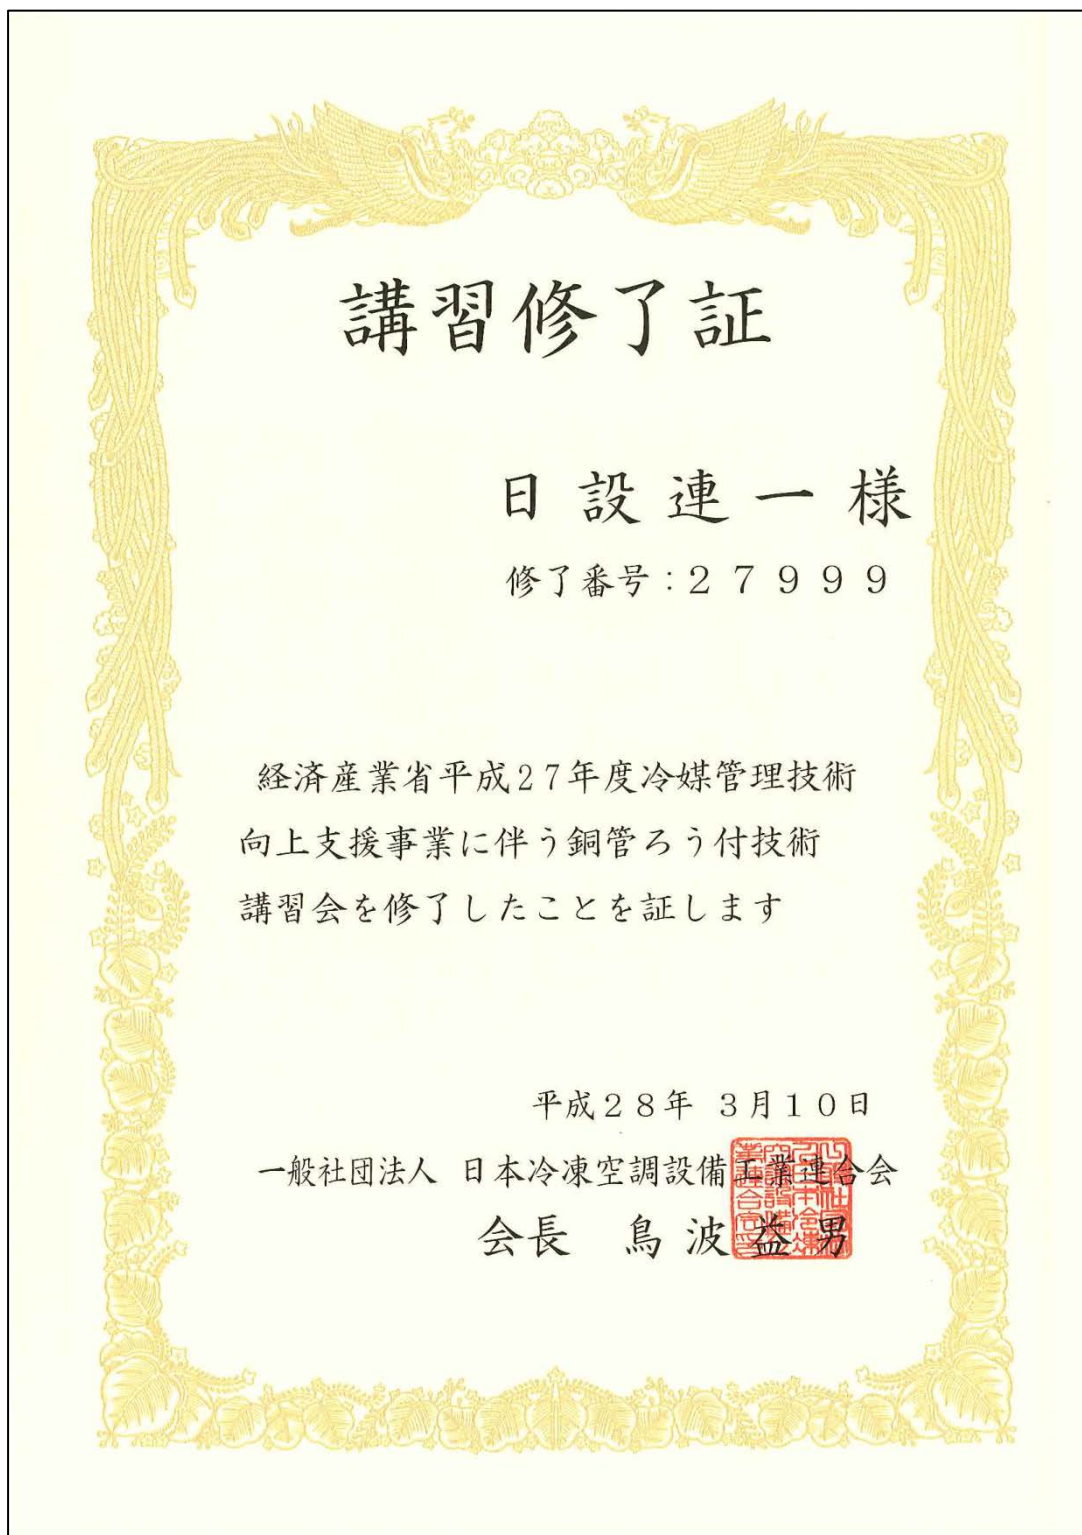 講習修了証
日設連一様
修了番号:27999
経済産業省平成27年度冷媒管理技術
向上支援事業に伴う銅管ろう付技術
講習会を修了したことを証します
平成28年 3月10日
一般社団法人 日本冷凍空調設備工業連合会
会長 鳥波益男